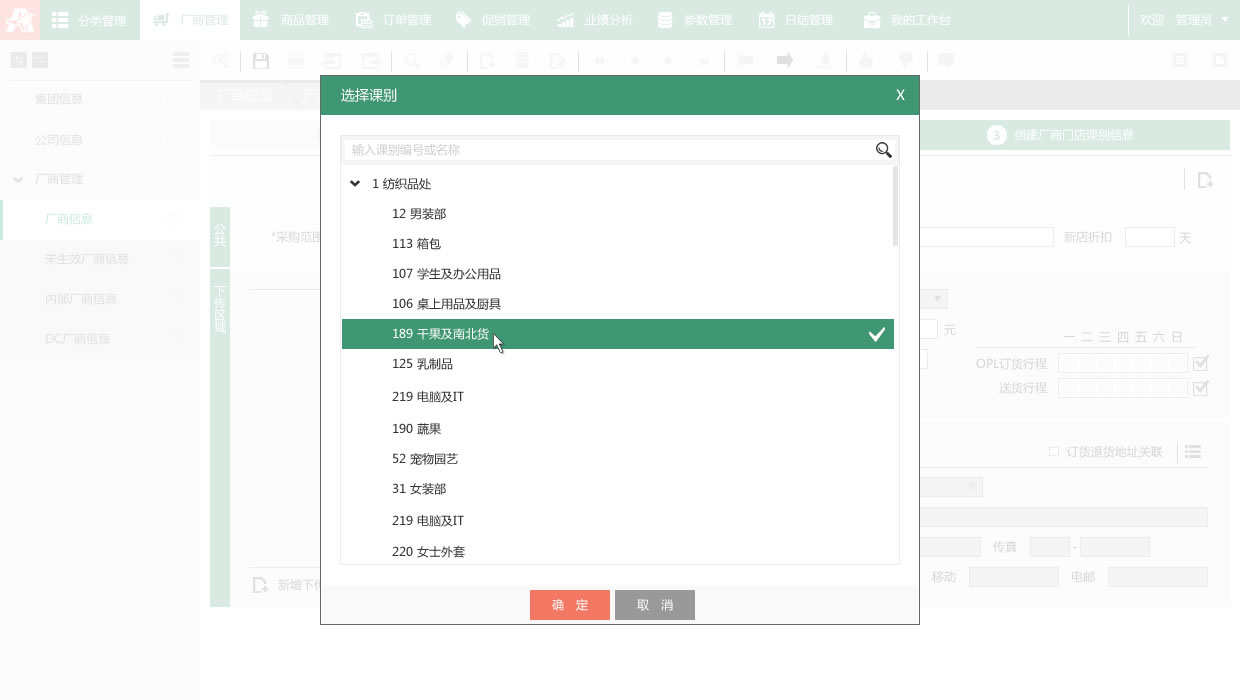 分类管理
厂商管理
商品管理
订单管理
促销管理
业绩分析
参数管理
日结管理
我的工作台
欢迎，管理员
集团信息
公司信息
厂商管理
厂商信息
未生效厂商信息
内部厂商信息
DC厂商信息
厂商总览
选择课别
X
输入课别编号或名称
1 纺织品处
12 男装部
113 箱包
107 学生及办公用品
106 桌上用品及厨具
189 干果及南北货
125 乳制品
219 电脑及IT
190 蔬果
52 宠物园艺
31 女装部
219 电脑及IT
220 女士外套
确 定
取 消
3 创建厂商门店课别信息
公共
*采购范围
新店折扣
天
下传区域
元
一 二 三 四 五 六 日
OPL订货行程
送货行程
订货退货地址关联
市
传真
-
移动
电邮
新增下传